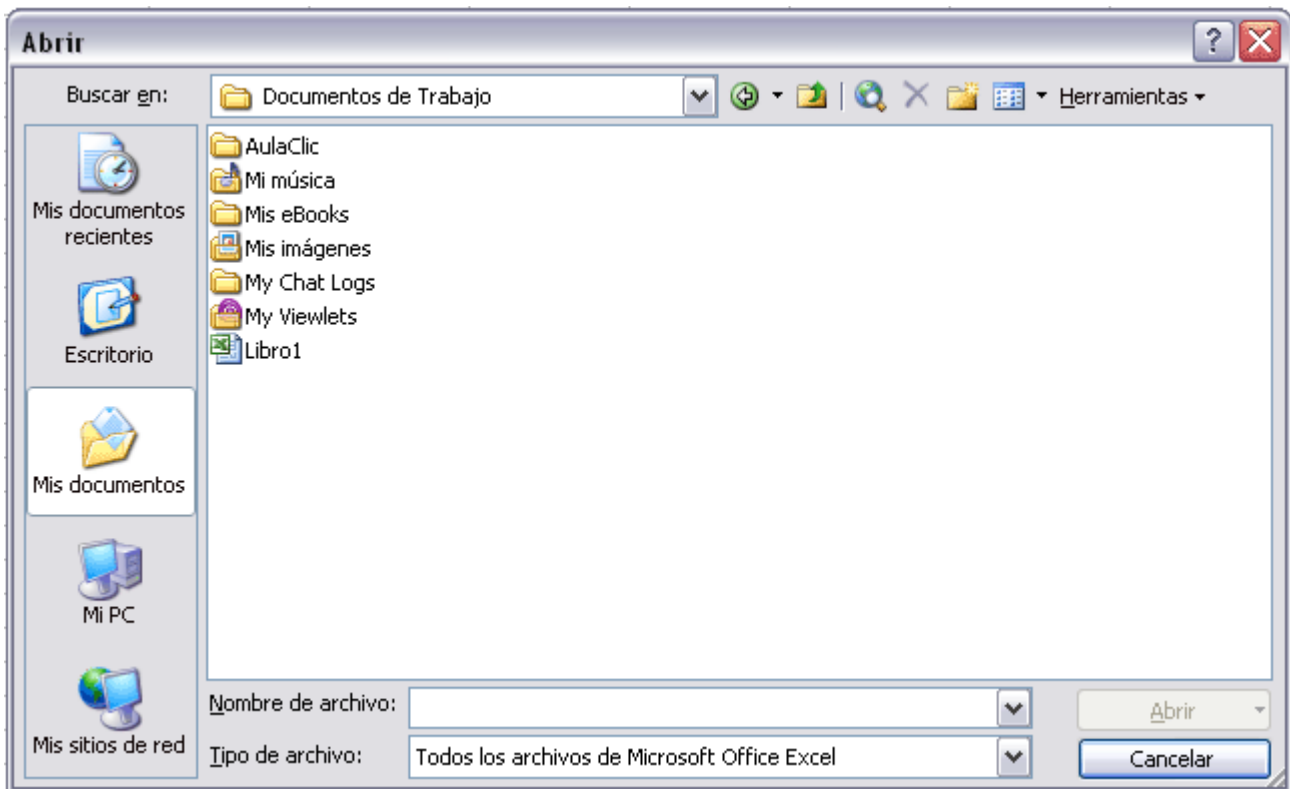 Abrir
Buscar en:
Documentos de Trabajo
Herramientas
Mis documentos
recientes
Escritorio
Mis documentos
Mi PC
Mis sitios de red
AulaClic
Mi música
Mis eBooks
Mis imágenes
My Chat Logs
My Viewlets
Libro1
Nombre de archivo:
Abrir
Tipo de archivo:
Todos los archivos de Microsoft Office Excel
Cancelar